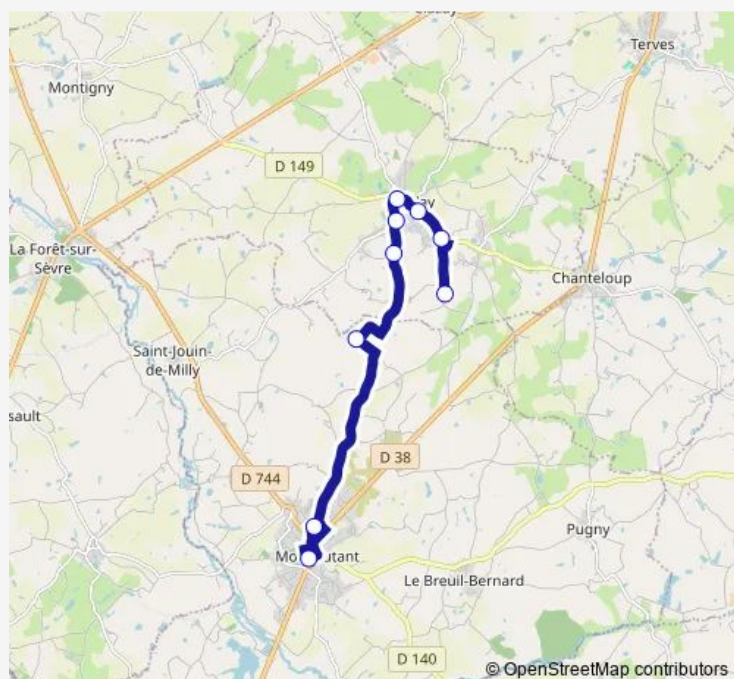 Terves
Montigny
D 149
La Forêt-sur-
Sèvre
Chanteloup
Saint-Jouin-
de-Milly
D 38
D 744
Pugny
Le Breuil-Bernard
D 140
© OpenStreetMap contributors